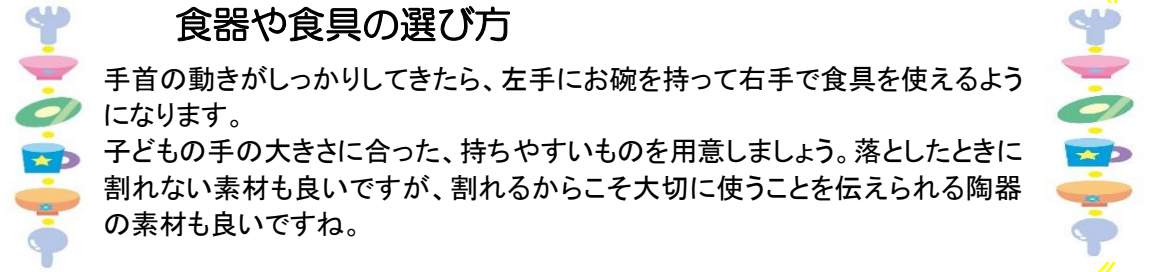 食器や食具の選び方
手首の動きがしっかりしてきたら、左手にお碗を持って右手で食具を使えるよう
になります。
子どもの手の大きさに合った、持ちやすいものを用意しましょう。落としたときに
割れない素材も良いですが、割れるからこそ大切に使うことを伝えられる陶器
の素材も良いですね。